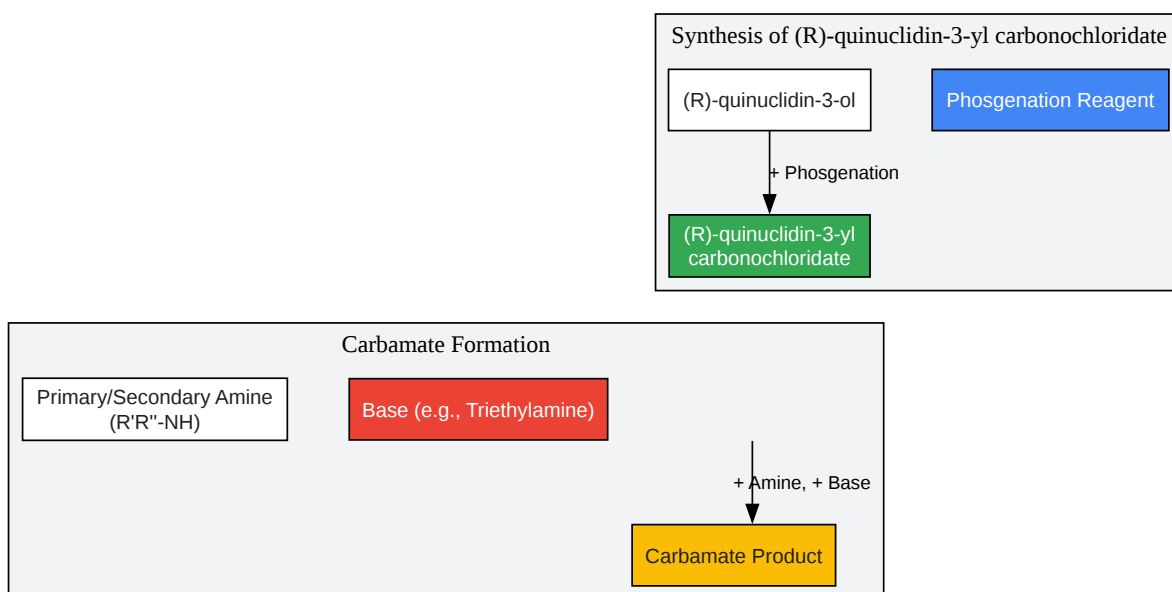 Synthesis of (R)-quinuclidin-3-yl carbonochloridate
(R)-quinuclidin-3-ol
Phosgenation Reagent
+ Phosgenation
(R)-quinuclidin-3-yl
carbonochloridate
Carbamate Formation
Primary/Secondary Amine
(R'R''-NH)
Base (e.g., Triethylamine)
+ Amine, + Base
Carbamate Product